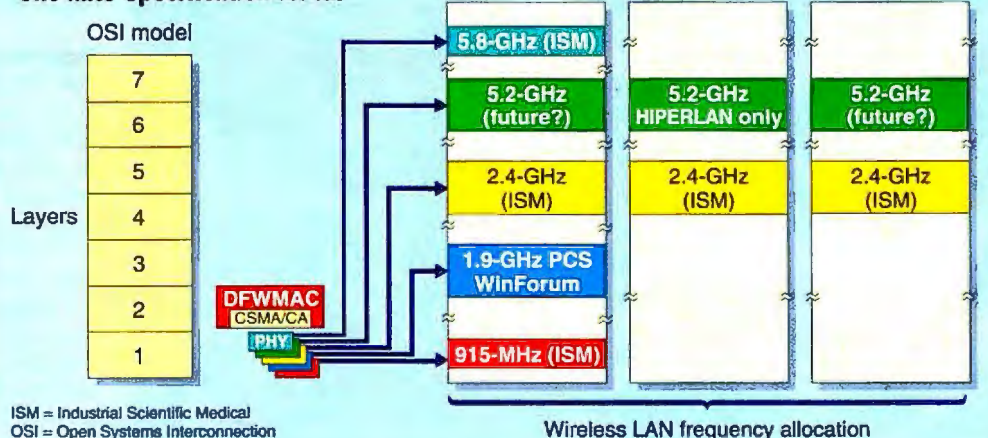 OSI model
7
6
5
4
3
2
1
Layers
DFWMAC
CSMA/CA
PHY
5.8-GHz (ISM)
5.2-GHz
(future?)
2.4-GHz
(ISM)
1.9-GHz PCS
WinForum
915-MHz (ISM)
5.2-GHz
HIPERLAN only
2.4-GHz
(ISM)
5.2-GHz
(future?)
2.4-GHz
(ISM)
ISM = Industrial Scientific Medical
OSI = Open Systems Interconnection
Wireless LAN frequency allocation